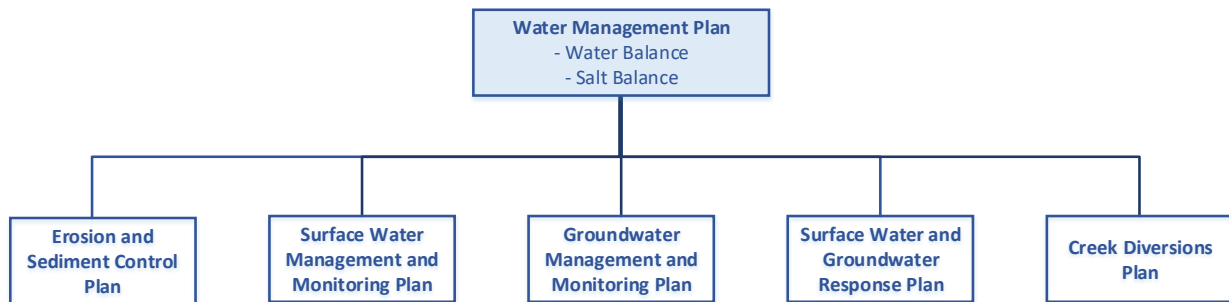 Water Management Plan
- Water Balance
- Salt Balance
Erosion and
Sediment Control
Plan
Surface Water
Management and
Monitoring Plan
Groundwater
Management and
Monitoring Plan
Surface Water and
Groundwater
Response Plan
Creek Diversions
Plan